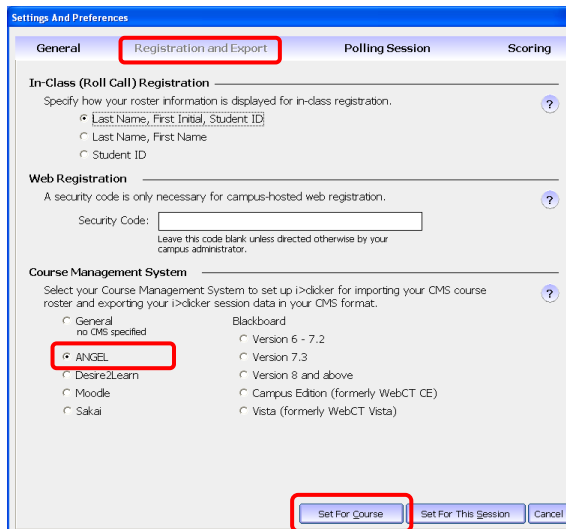 Settings And Preferences
General Registration and Export Polling Session Scoring
In-Class (Roll Call) Registration
Specify how your roster information is displayed for in-class registration.
?
Last Name, First Initial, Student ID
Last Name, First Name
Student ID
Web Registration
A security code is only necessary for campus-hosted web registration.
?
Security Code:
Leave this code blank unless directed otherwise by your
campus administrator.
Course Management System
Select your Course Management System to set up i>clicker for importing your CMS course
roster and exporting your i>clicker session data in your CMS format.
?
General
no CMS specified
ANGEL
Desire2Learn
Moodle
Sakai
Blackboard
Version 6 - 7.2
Version 7.3
Version 8 and above
Campus Edition (formerly WebCT CE)
Vista (formerly WebCT Vista)
Set For Course Set For This Session Cancel